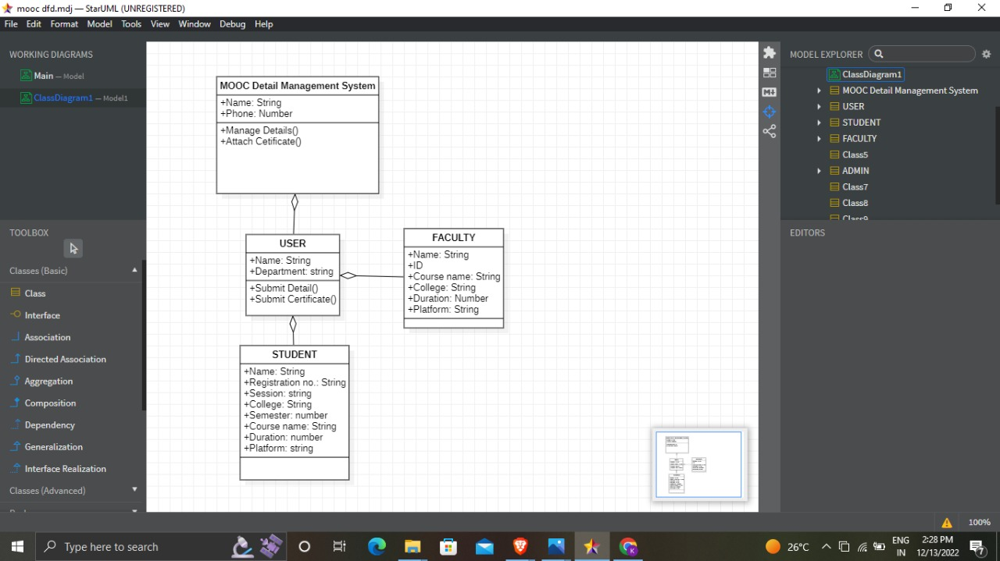 mooc dfd.mdj — StarUML (UNREGISTERED)
File Edit Format Model Tools View Window Debug Help
WORKING DIAGRAMS
Main — Model
ClassDiagram1 — Model1
TOOLBOX
Classes (Basic)
Class
Interface
Association
Directed Association
Aggregation
Composition
Dependency
Generalization
Interface Realization
Classes (Advanced)
MOOC Detail Management System
+Name: String
+Phone: Number
+Manage Details()
+Attach Cetificate()
USER
+Name: String
+Department: string
+Submit Detail()
+Submit Certificate()
FACULTY
+Name: String
+ID
+Course name: String
+College: String
+Duration: Number
+Platform: String
STUDENT
+Name: String
+Registration no.: String
+Session: string
+College: String
+Semester: number
+Course name: String
+Duration: number
+Platform: string
MODEL EXPLORER
ClassDiagram1
MOOC Detail Management System
USER
STUDENT
FACULTY
Class5
ADMIN
Class7
Class8
Class9
EDITORS
100%
Type here to search
26°C
ENG
IN
2:28 PM
12/13/2022
7